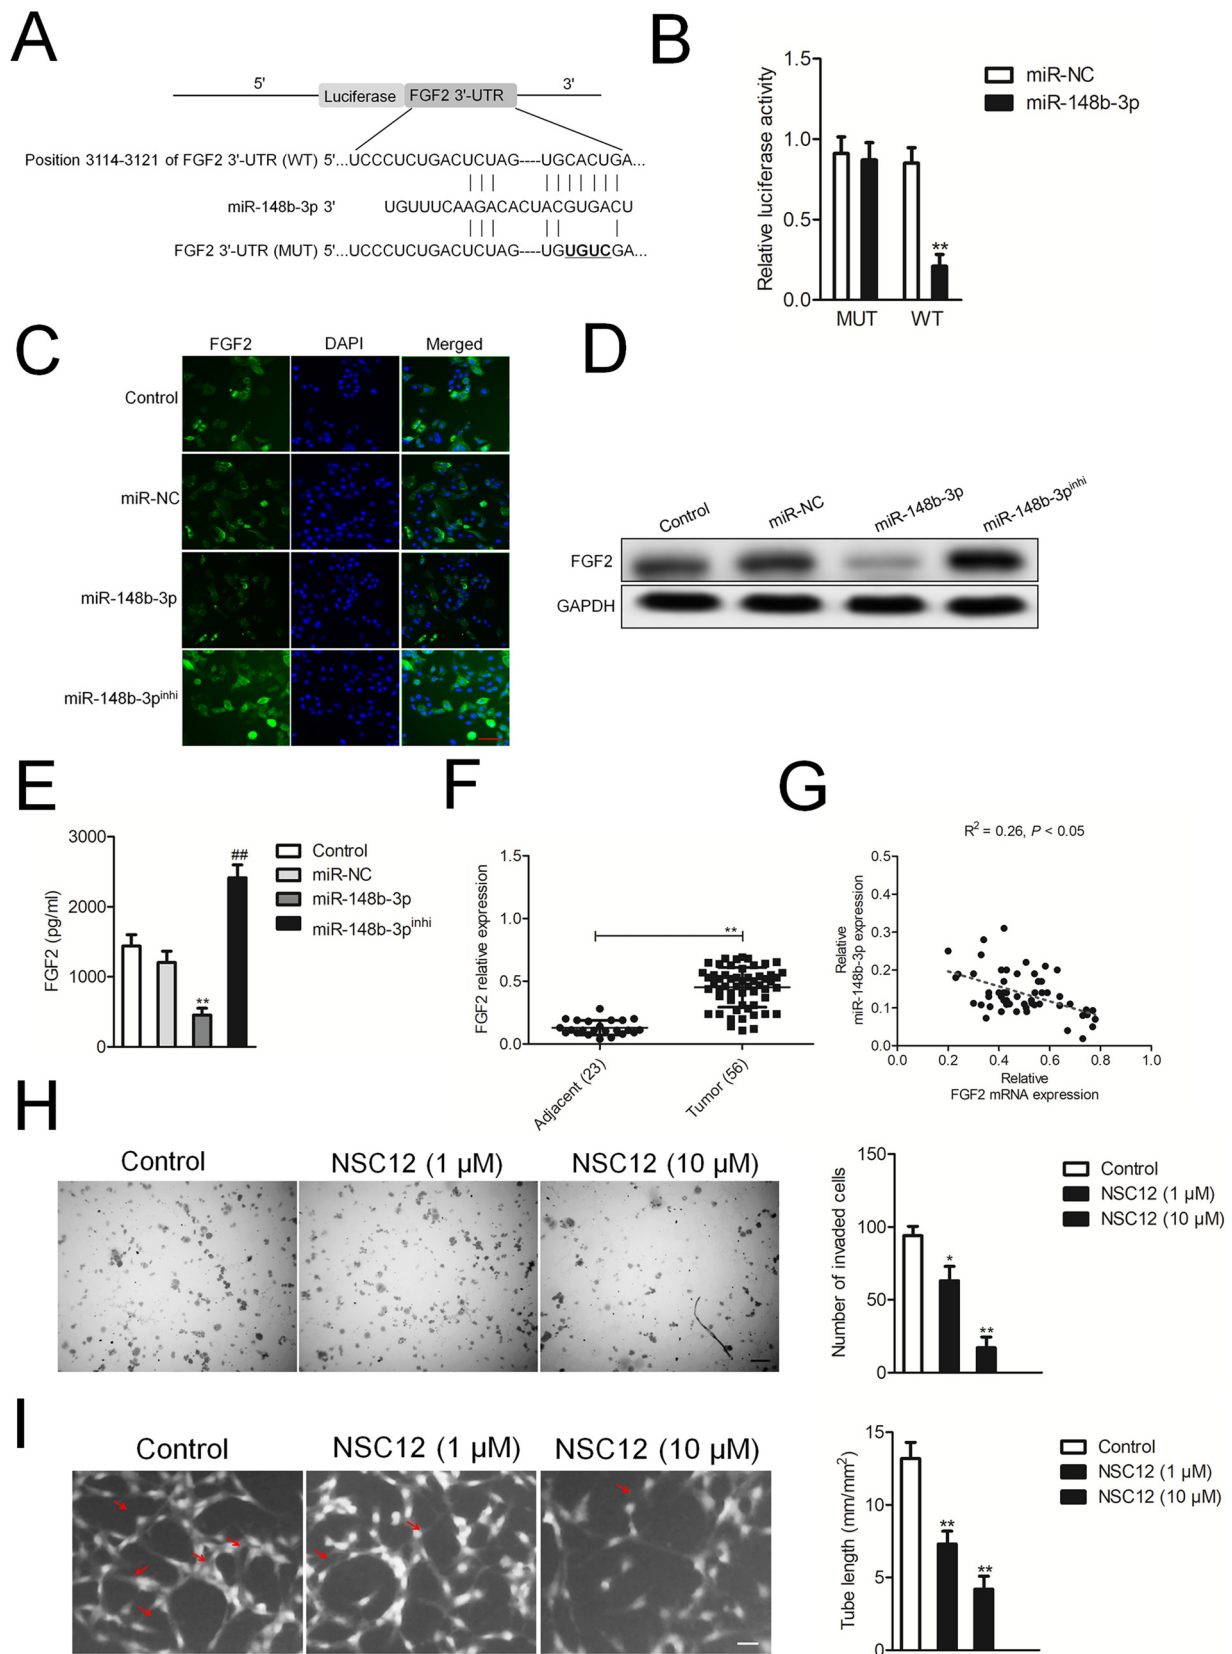 A
5' 3'
Luciferase FGF2 3'-UTR
Position 3114-3121 of FGF2 3'-UTR (WT) 5'...UCCCUCUGACUCUAG----UGCACUGA...
miR-148b-3p 3' UGUUUCAAGACACUACGUGACU
FGF2 3'-UTR (MUT) 5'...UCCCUCUGACUCUAG----UGUGUCGA...
B
Relative luciferase activity
1.5
1.0
0.5
0.0
MUT WT
**
miR-NC
miR-148b-3p
C
FGF2 DAPI Merged
Control
miR-NC
miR-148b-3p
miR-148b-3pinhi
D
Control miR-NC miR-148b-3p miR-148b-3pinhi
FGF2
GAPDH
E
FGF2 (pg/ml)
3000
2000
1000
0
**
##
Control
miR-NC
miR-148b-3p
miR-148b-3pinhi
F
FGF2 relative expression
1.5
1.0
0.5
0.0
**
Adjacent (23)
Tumor (56)
G
R2 = 0.26, P < 0.05
Relative
miR-148b-3p expression
0.5
0.4
0.3
0.2
0.1
0.0
0.0 0.2 0.4 0.6 0.8 1.0
Relative
FGF2 mRNA expression
H
Control NSC12 (1 µM) NSC12 (10 µM)
Number of invaded cells
150
100
50
0
*
**
Control
NSC12 (1 µM)
NSC12 (10 µM)
I
Control NSC12 (1 µM) NSC12 (10 µM)
Tube length (mm/mm2)
15
10
5
0
**
**
Control
NSC12 (1 µM)
NSC12 (10 µM)